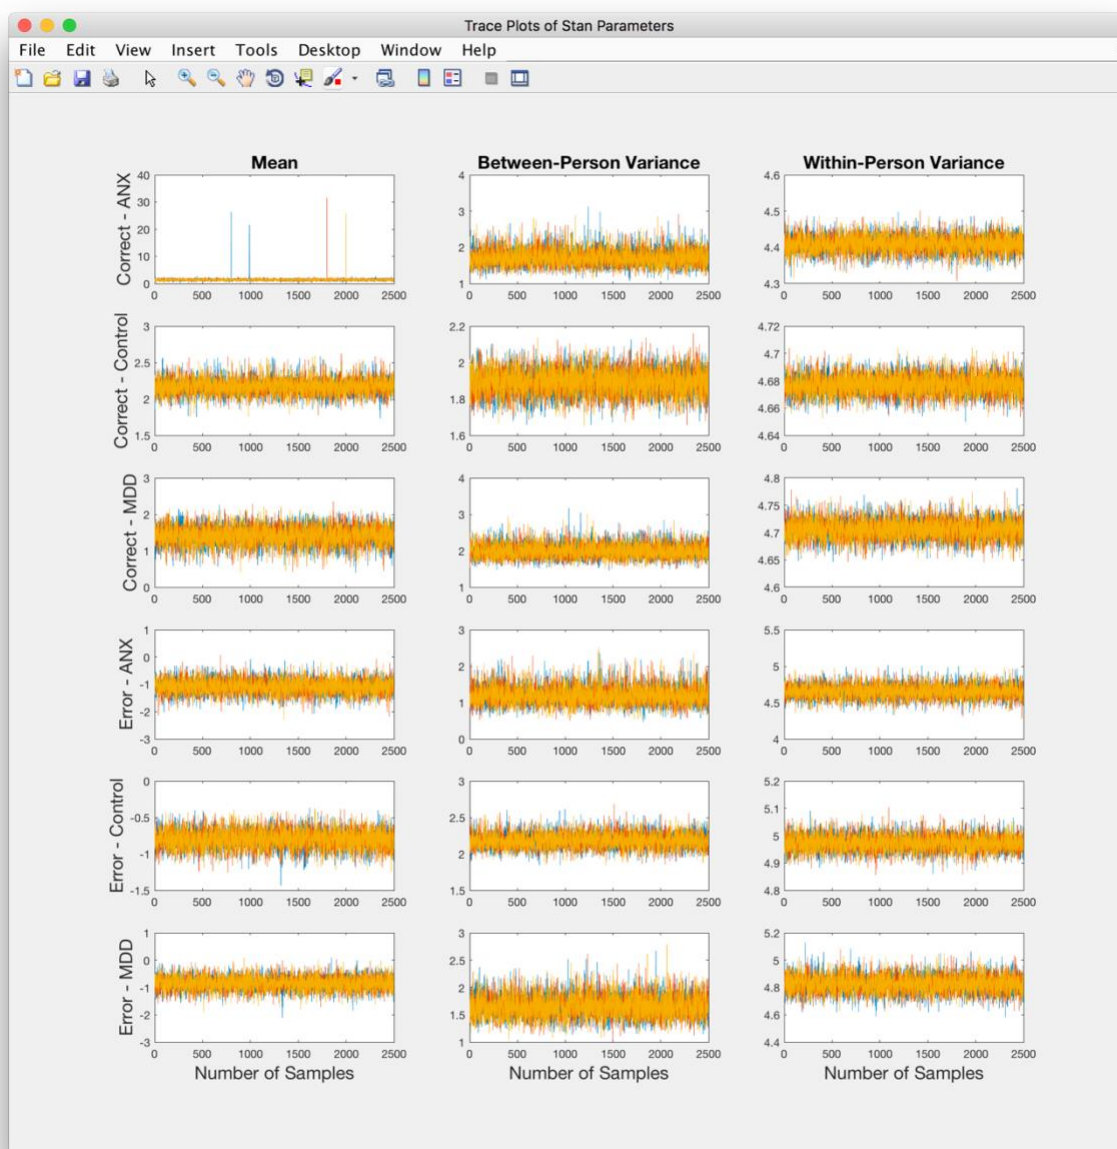 Trace Plots of Stan Parameters
File Edit View Insert Tools Desktop Window Help
Mean Between-Person Variance Within-Person Variance
Correct - ANX
40
30
20
10
0
0 500 1000 1500 2000 2500
4
3
2
1
0 500 1000 1500 2000 2500
4.6
4.5
4.4
4.3
0 500 1000 1500 2000 2500
Correct - Control
3
2.5
2
1.5
0 500 1000 1500 2000 2500
2.2
2
1.8
1.6
0 500 1000 1500 2000 2500
4.72
4.7
4.68
4.66
4.64
0 500 1000 1500 2000 2500
Correct - MDD
3
2
1
0
0 500 1000 1500 2000 2500
4
3
2
1
0 500 1000 1500 2000 2500
4.8
4.75
4.7
4.65
4.6
0 500 1000 1500 2000 2500
Error - ANX
1
0
-1
-2
-3
0 500 1000 1500 2000 2500
3
2
1
0
0 500 1000 1500 2000 2500
5.5
5
4.5
4
0 500 1000 1500 2000 2500
Error - Control
0
-0.5
-1
-1.5
0 500 1000 1500 2000 2500
3
2.5
2
1.5
0 500 1000 1500 2000 2500
5.2
5.1
5
4.9
4.8
0 500 1000 1500 2000 2500
Error - MDD
1
0
-1
-2
-3
0 500 1000 1500 2000 2500
3
2.5
2
1.5
1
0 500 1000 1500 2000 2500
5.2
5
4.8
4.6
4.4
0 500 1000 1500 2000 2500
Number of Samples Number of Samples Number of Samples